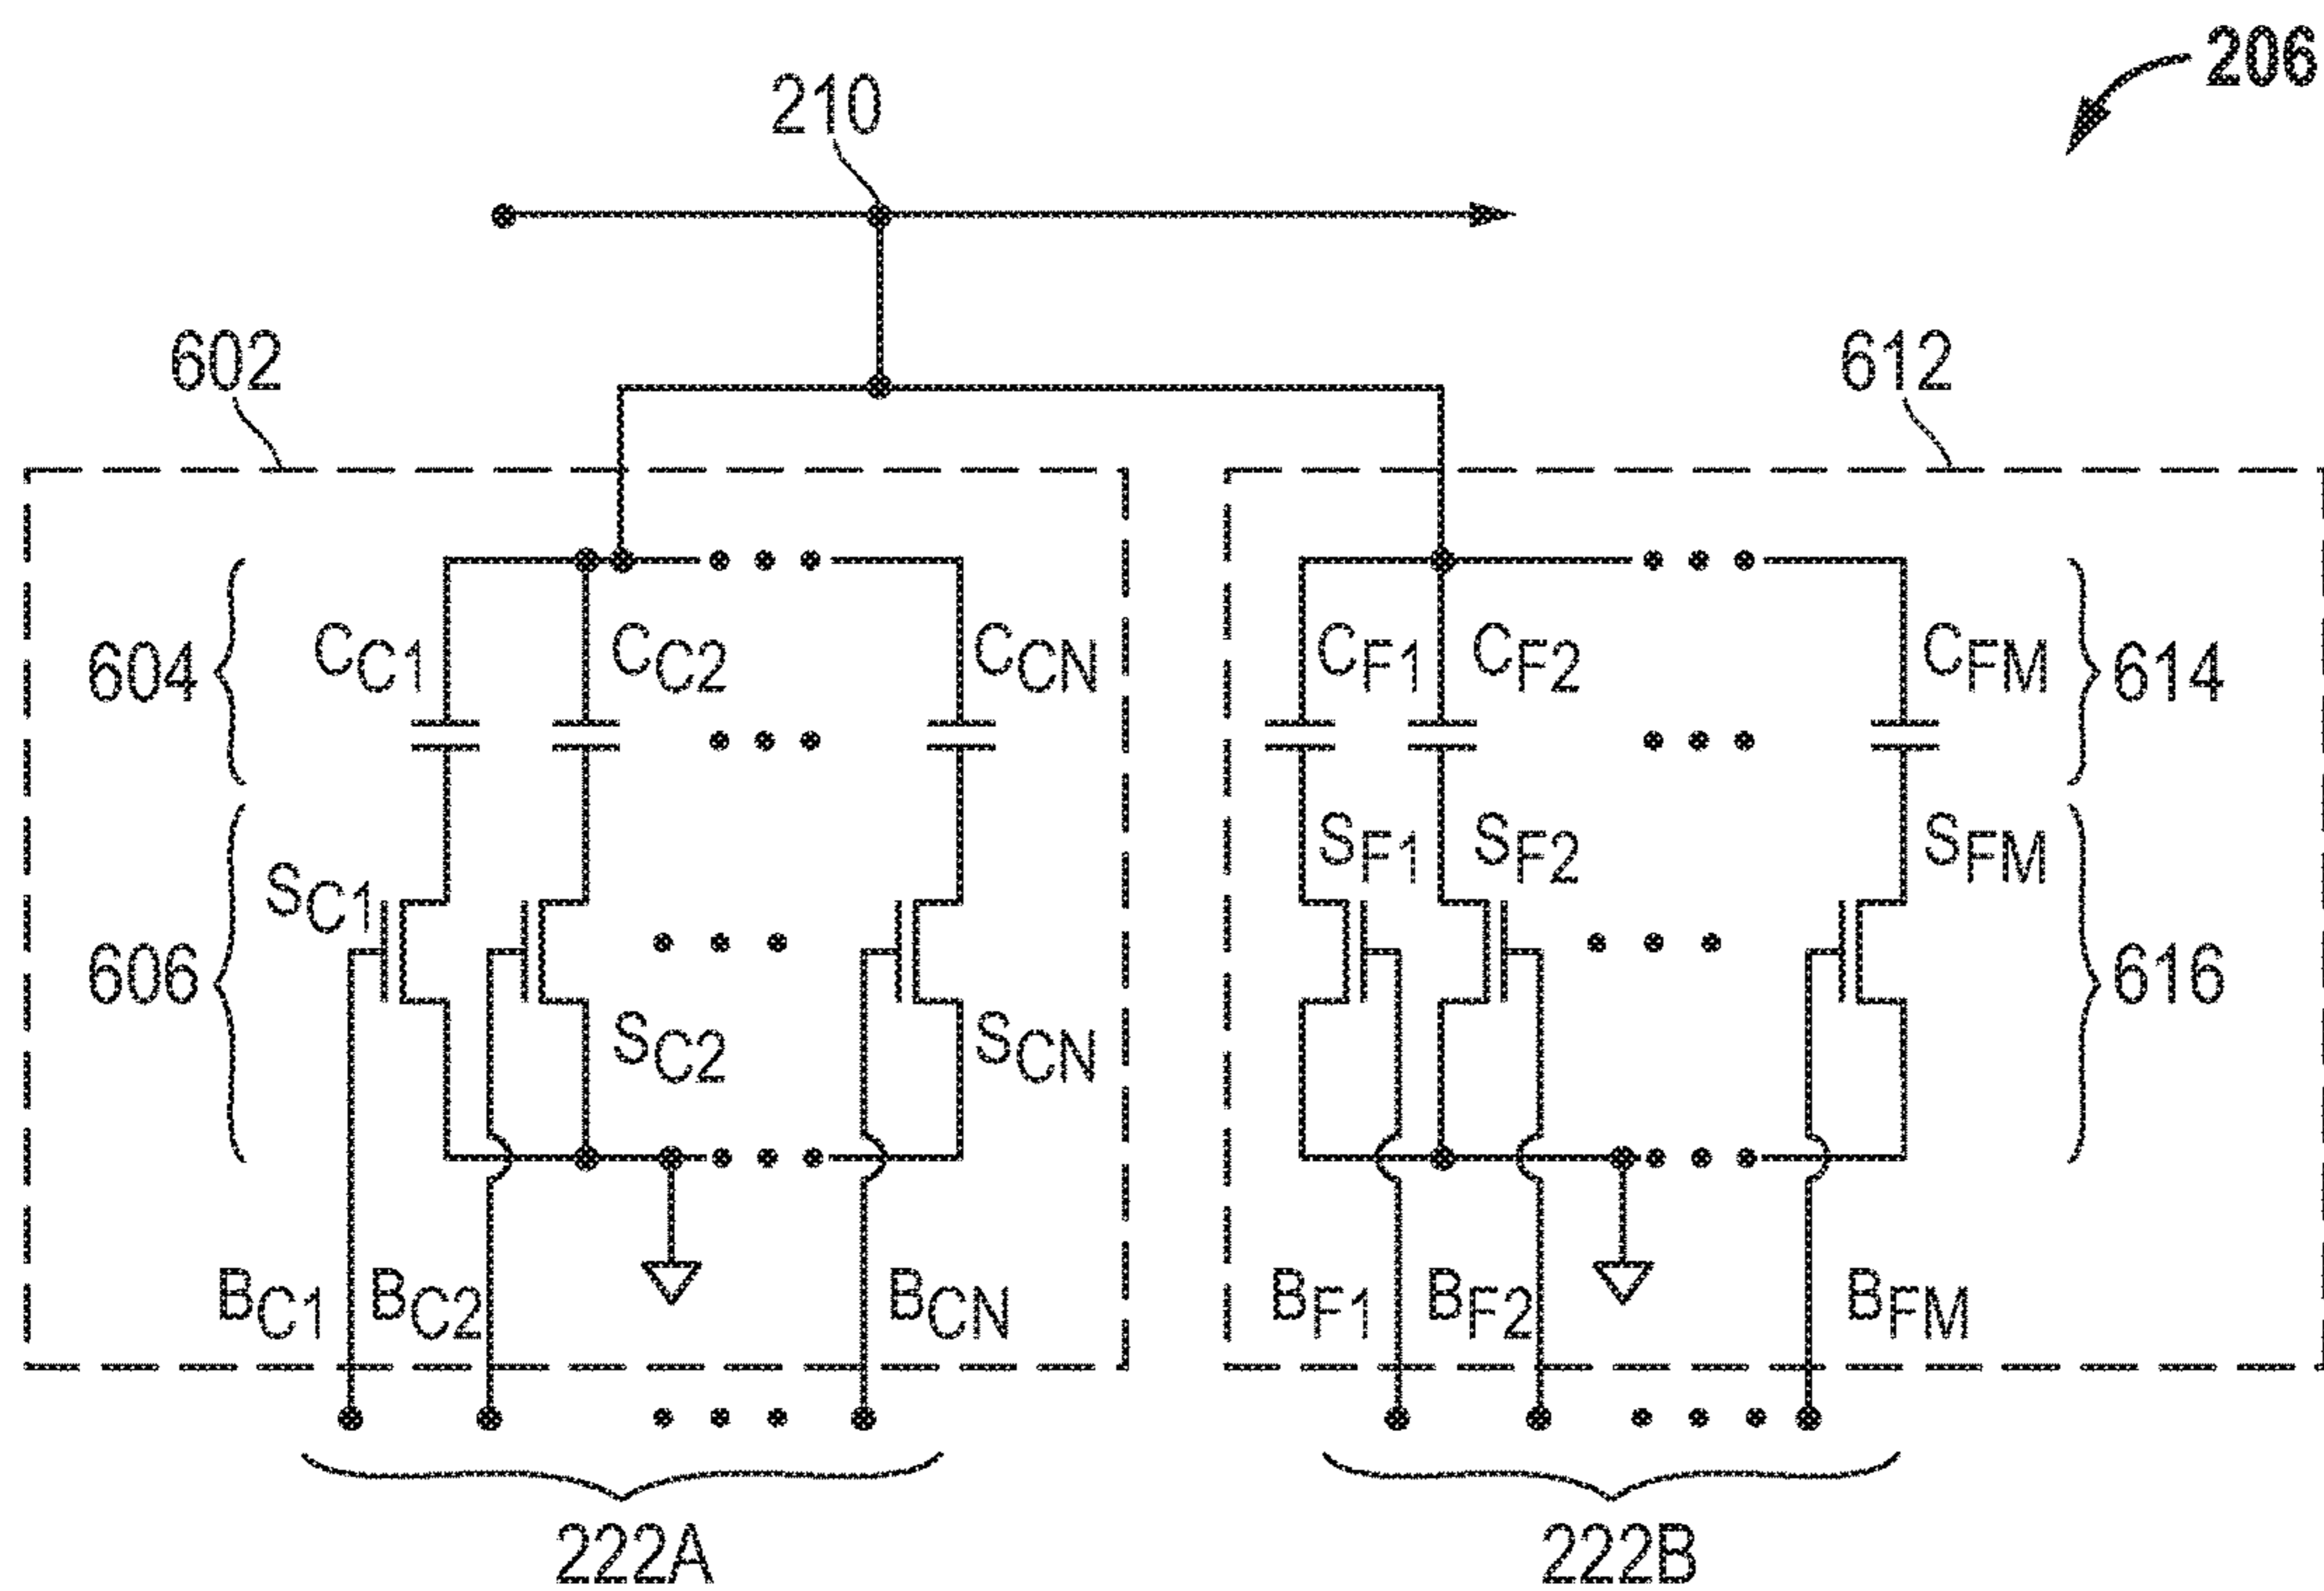 206
210
602
612
CC1 CC2 CCN
CF1 CF2 CFM
604
614
SC1
SF1 SF2 SFM
606
616
SC2 SCN
BC1 BC2 BCN
BF1 BF2 BFM
222A
222B